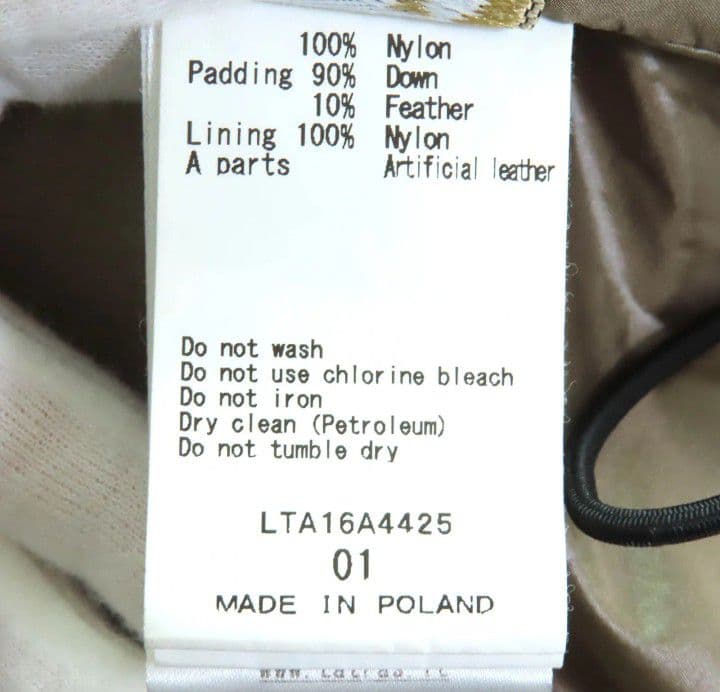 100% Nylon
Padding 90% Down
10% Feather
Lining 100% Nylon
A parts Artificial leather
Do not wash
Do not use chlorine bleach
Do not iron
Dry clean (Petroleum)
Do not tumble dry
LTA16A4425
01
MADE IN POLAND